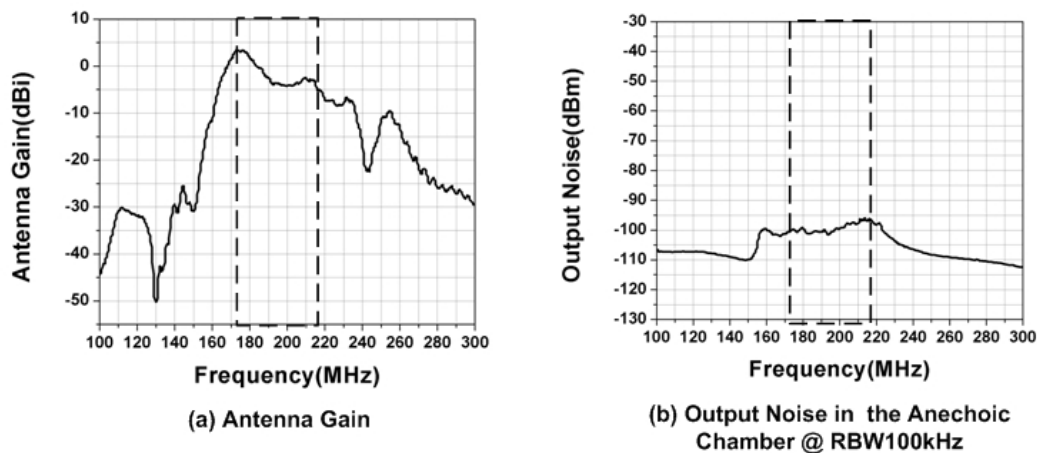 10
0
-10
-20
-30
-40
-50
Antenna Gain(dBi)
100 120 140 160 180 200 220 240 260 280 300
Frequency(MHz)
(a) Antenna Gain
-30
-40
-50
-60
-70
-80
-90
-100
-110
-120
-130
Output Noise(dBm)
100 120 140 160 180 200 220 240 260 280 300
Frequency(MHz)
(b) Output Noise in the Anechoic
Chamber @ RBW100kHz